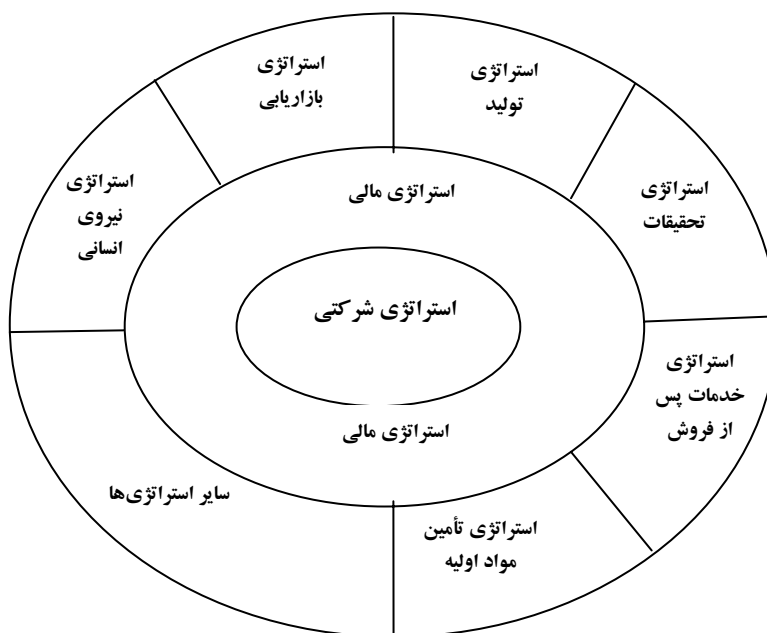 استراتژی
تولید
استراتژی
بازاریابی
استراتژی
تحقیقات
استراتژی
نیروی
انسانی
استراتژی مالی
استراتژی شرکتی
استراتژی
خدمات پس
از فروش
استراتژی مالی
سایر استراتژی‌ها
استراتژی تأمین
مواد اولیه